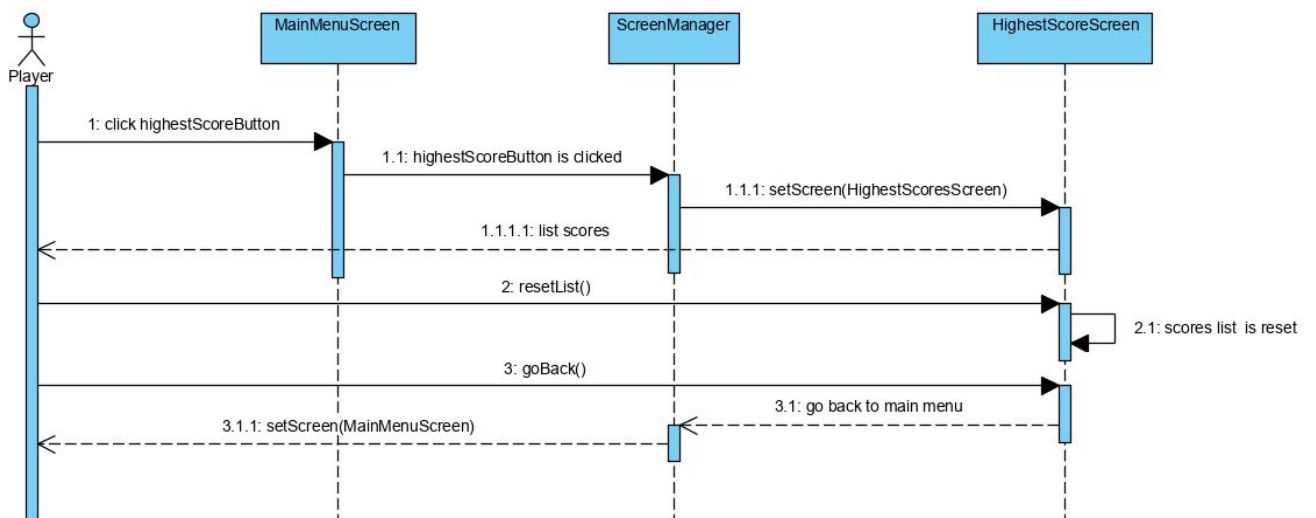 MainMenuScreen
ScreenManager
HighestScoreScreen
Player
1: click highestScoreButton
1.1: highestScoreButton is clicked
1.1.1: setScreen(HighestScoresScreen)
1.1.1.1: list scores
2: resetList()
2.1: scores list is reset
3: goBack()
3.1: go back to main menu
3.1.1: setScreen(MainMenuScreen)